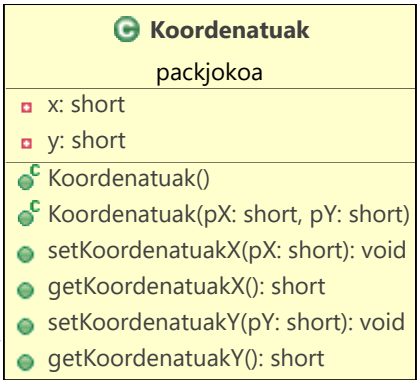 C Koordenatuak
packjokoa
x: short
y: short
C Koordenatuak()
C Koordenatuak(pX: short, pY: short)
setKoordenatuakX(pX: short): void
getKoordenatuakX(): short
setKoordenatuakY(pY: short): void
getKoordenatuakY(): short